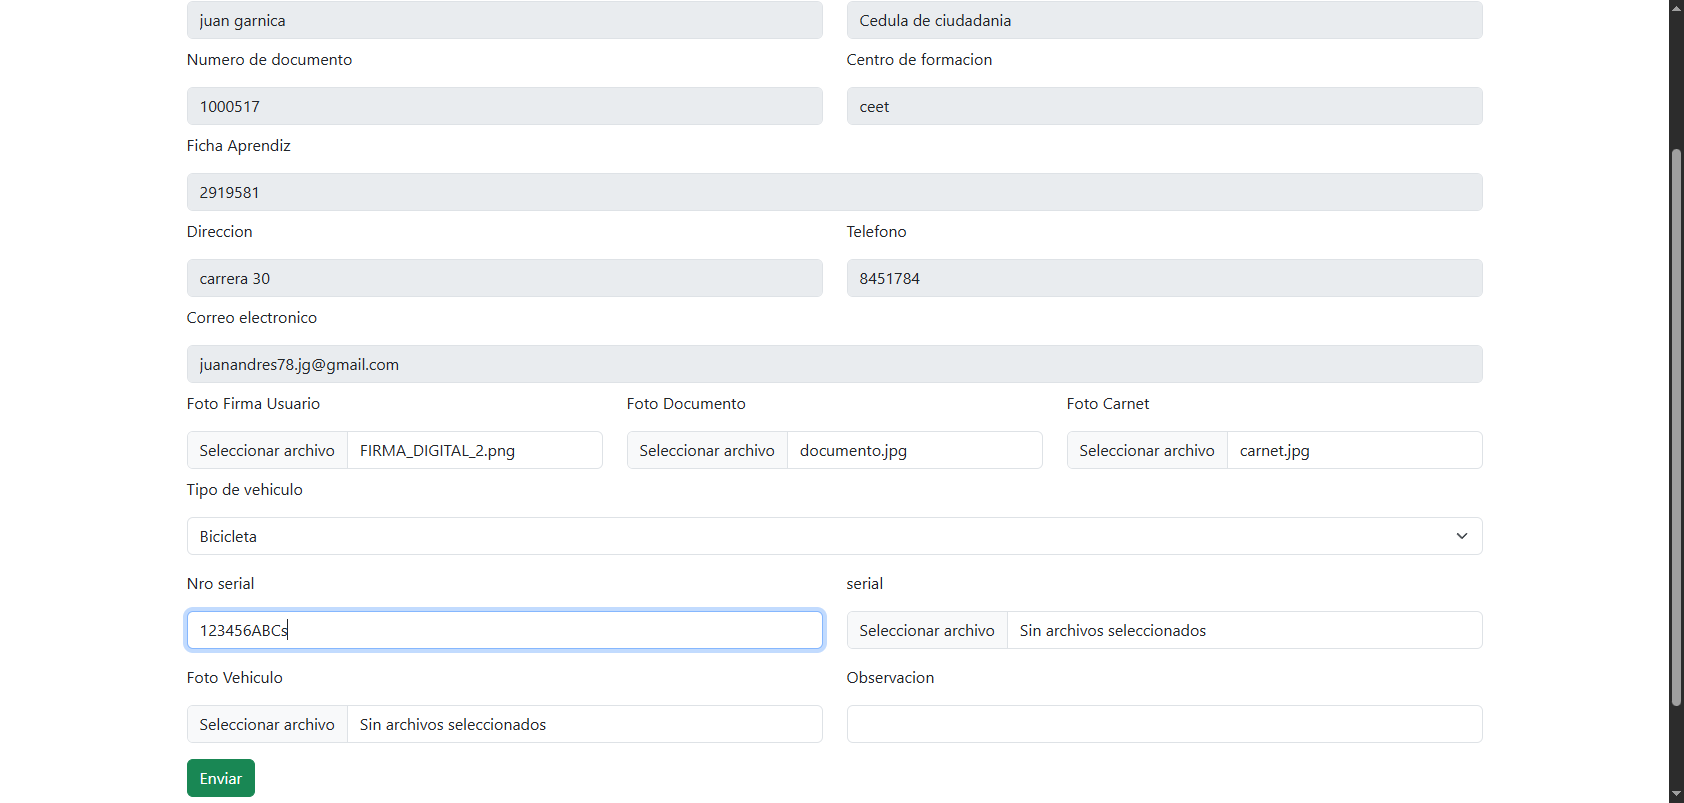 juan garnica
Cedula de ciudadania
Numero de documento
Centro de formacion
1000517
ceet
Ficha Aprendiz
2919581
Direccion
Telefono
carrera 30
8451784
Correo electronico
juanandres78.jg@gmail.com
Foto Firma Usuario
Foto Documento
Foto Carnet
Seleccionar archivo FIRMA_DIGITAL_2.png
Seleccionar archivo documento.jpg
Seleccionar archivo carnet.jpg
Tipo de vehiculo
Bicicleta
Nro serial
serial
123456ABCs
Seleccionar archivo Sin archivos seleccionados
Foto Vehiculo
Observacion
Seleccionar archivo Sin archivos seleccionados
Enviar